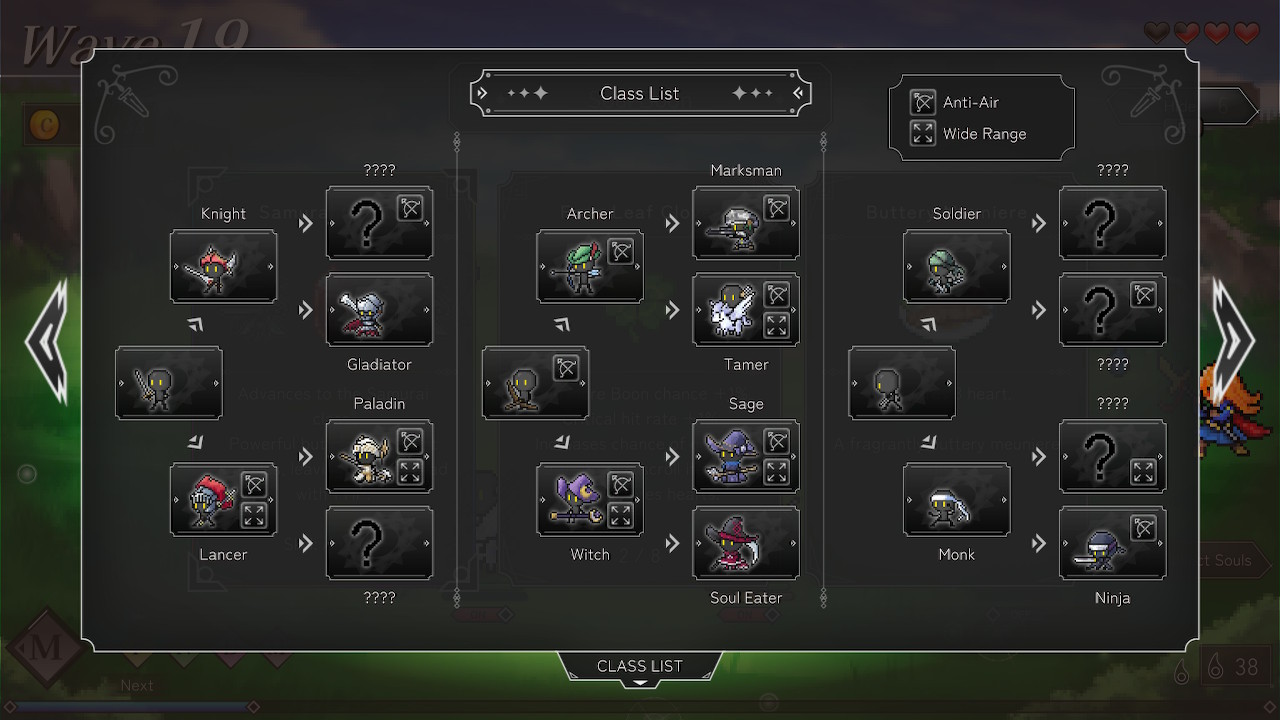 Wave 19
Class List
Anti-Air
Wide Range
????
Marksman
????
Knight
Archer
Soldier
Gladiator
Tamer
????
Paladin
Sage
????
Lancer
Witch
Monk
????
Soul Eater
Ninja
CLASS LIST
M
Next
38